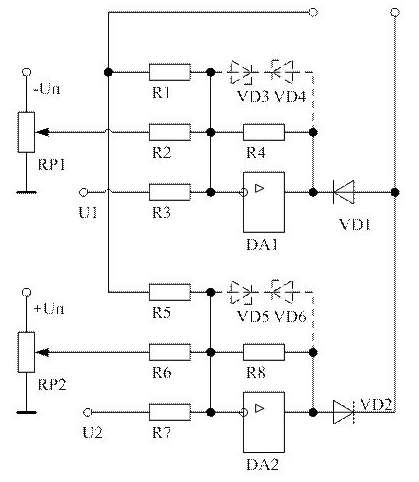 -Un
R1
VD3 VD4
RP1
R2
R4
U1
R3
DA1
VD1
+Un
R5
VD5 VD6
RP2
R6
R8
VD2
U2
R7
DA2